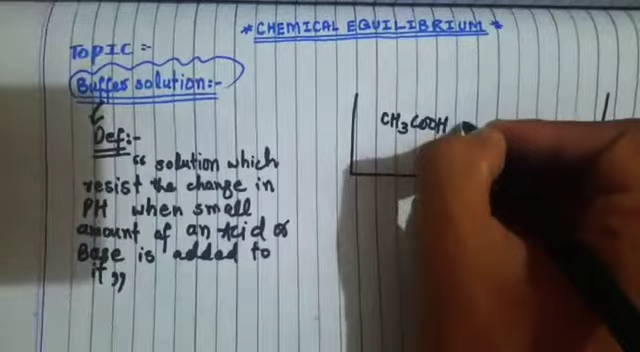 *CHEMICAL EQUILIBRIUM*
TOPIC :-
Buffer solution:-
Def:-
“ solution which
resist the change in
PH when small
amount of an Acid or
Base is added to
it ”
CH₃COOH